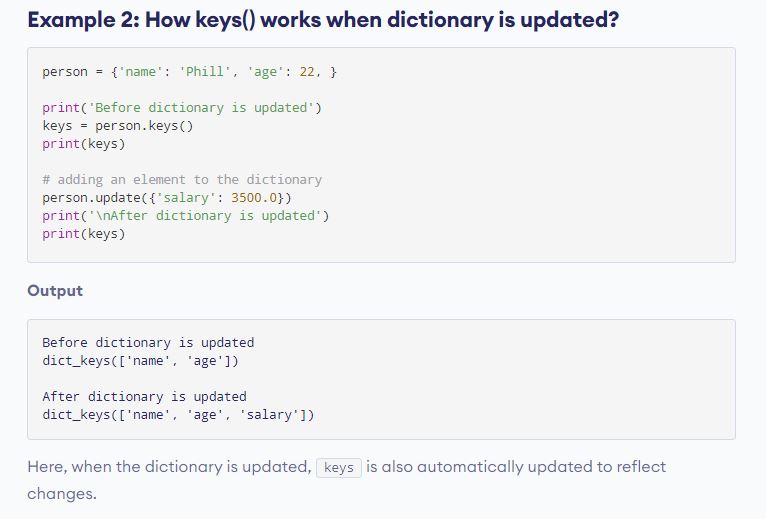 Example 2: How keys() works when dictionary is updated?
person = {'name': 'Phill', 'age': 22, }
print('Before dictionary is updated')
keys = person.keys()
print(keys)
# adding an element to the dictionary
person.update({'salary': 3500.0})
print('\nAfter dictionary is updated')
print(keys)
Output
Before dictionary is updated
dict_keys(['name', 'age'])
After dictionary is updated
dict_keys(['name', 'age', 'salary'])
Here, when the dictionary is updated, keys is also automatically updated to reflect
changes.